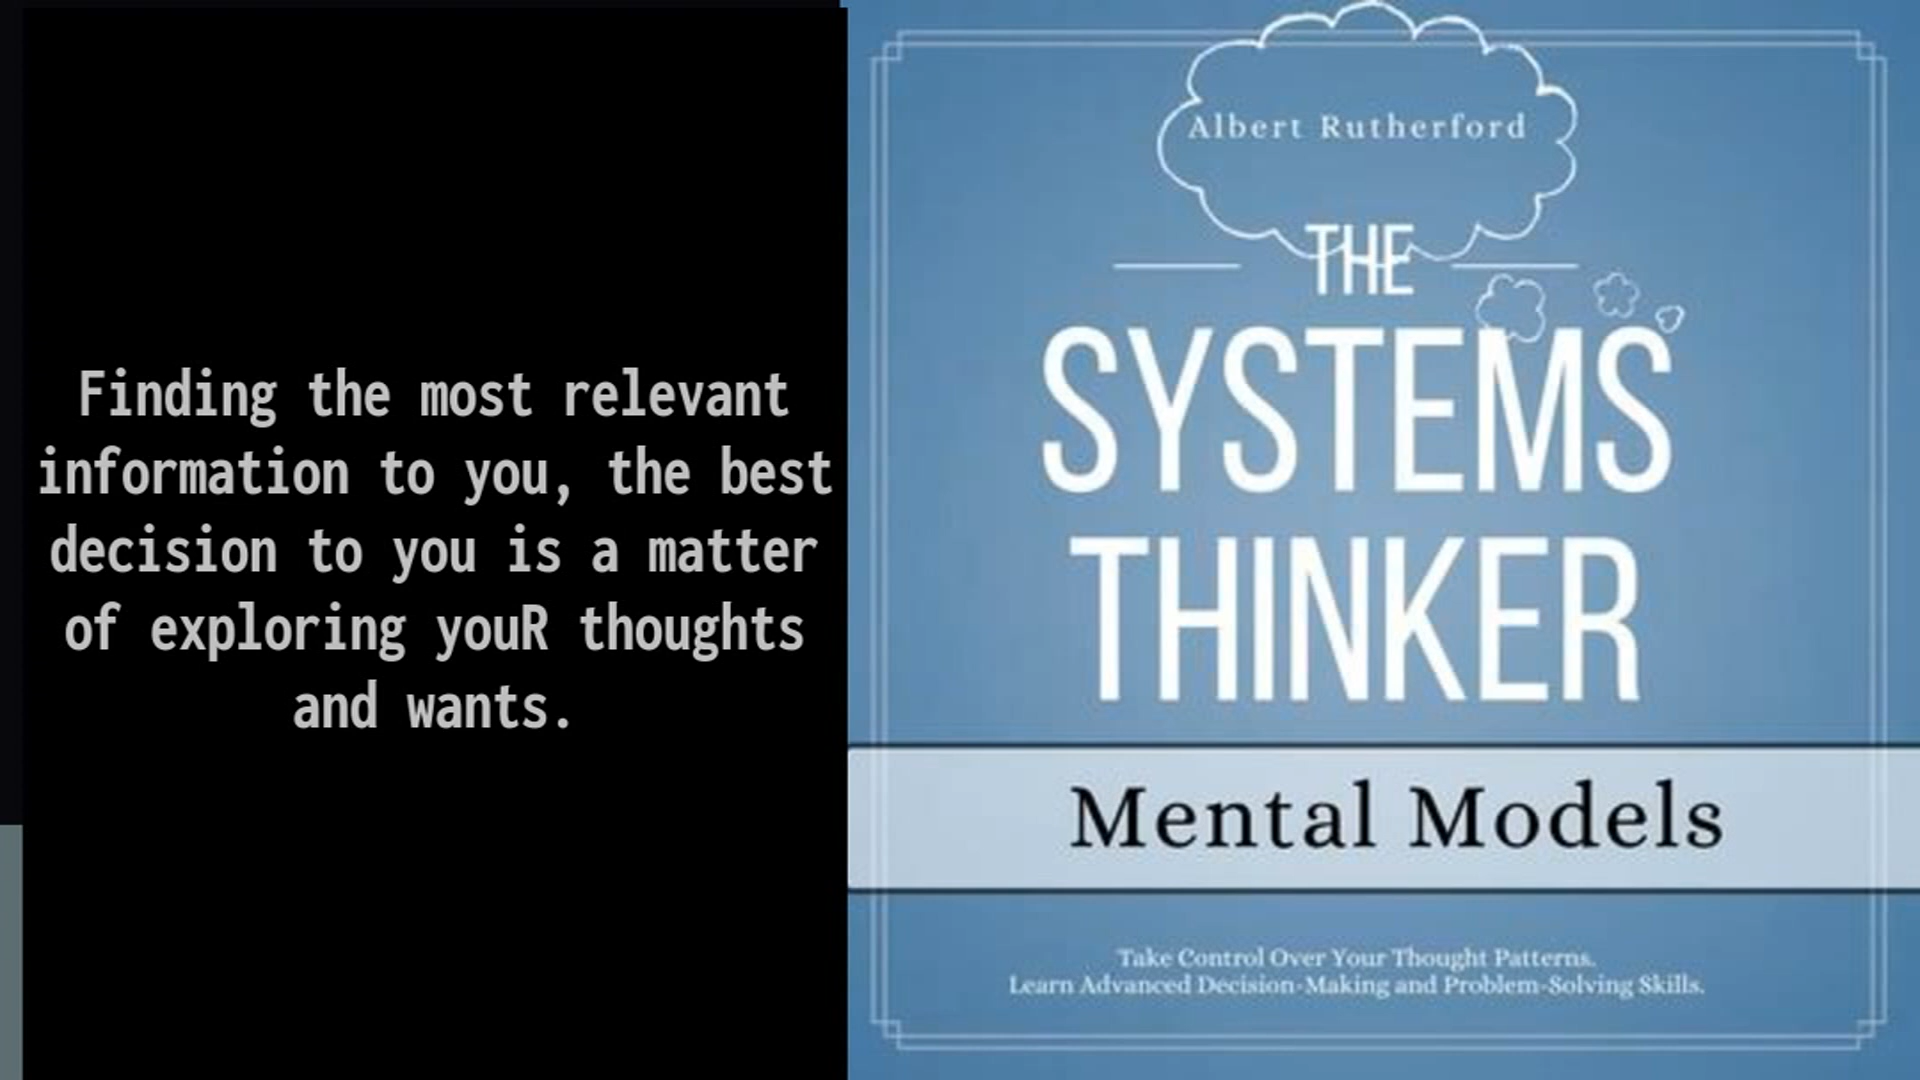 Finding the most relevant
information to you, the best
decision to you is a matter
of exploring youR thoughts
and wants.
Albert Rutherford
THE
SYSTEMS
THINKER
Mental Models
Take Control Over Your Thought Patterns.
Learn Advanced Decision-Making and Problem-Solving Skills.